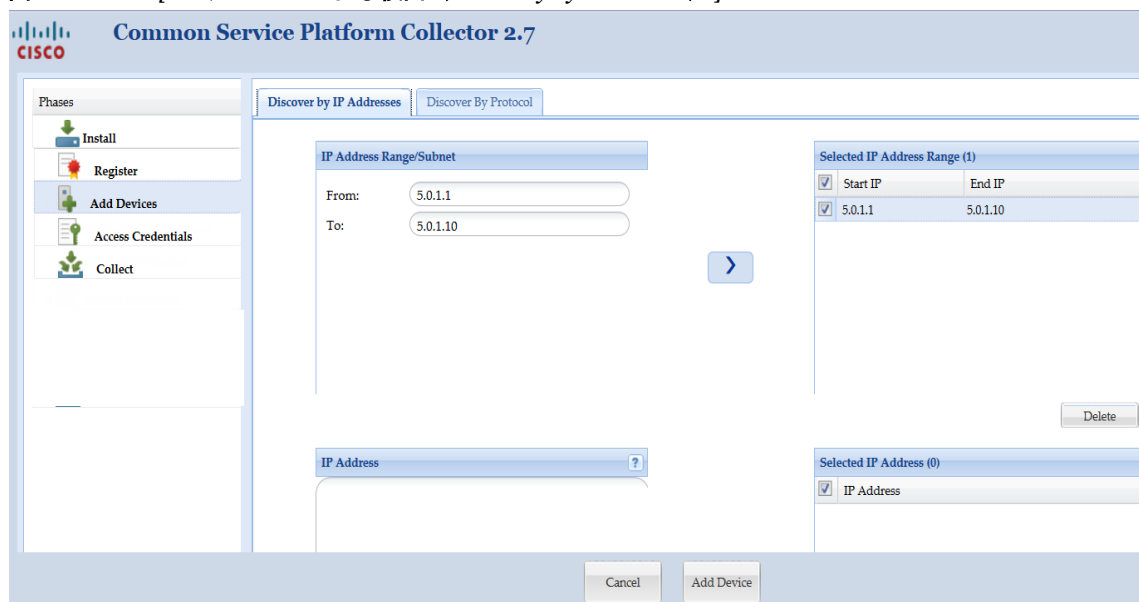 CISCO
Common Service Platform Collector 2.7
Phases
Install
Register
Add Devices
Access Credentials
Collect
Discover by IP Addresses
Discover By Protocol
IP Address Range/Subnet
From: 5.0.1.1
To: 5.0.1.10
Selected IP Address Range (1)
Start IP End IP
5.0.1.1 5.0.1.10
Delete
IP Address ?
Selected IP Address (0)
IP Address
Cancel
Add Device